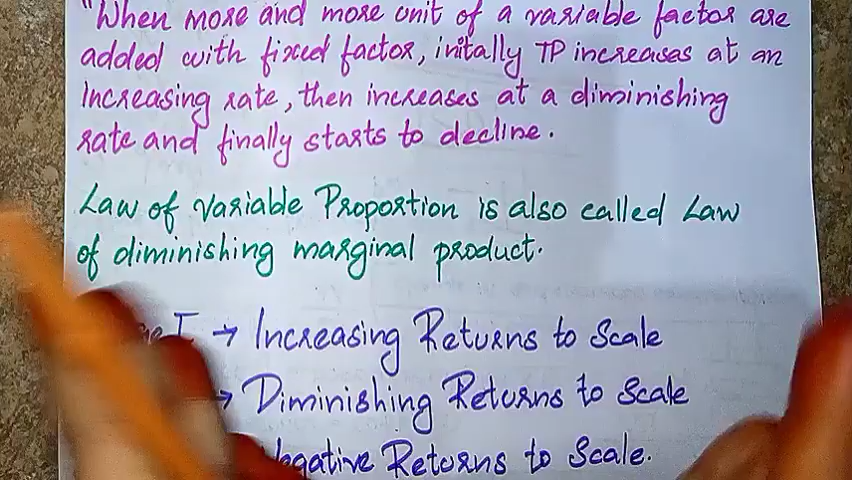 "When more and more unit of a variable factor are
added with fixed factor, initally TP increases at an
Increasing rate, then increases at a diminishing
rate and finally starts to decline.
Law of Variable Proportion is also called Law
of diminishing marginal product.
I → Increasing Returns to Scale
→ Diminishing Returns to Scale
Returns to Scale.